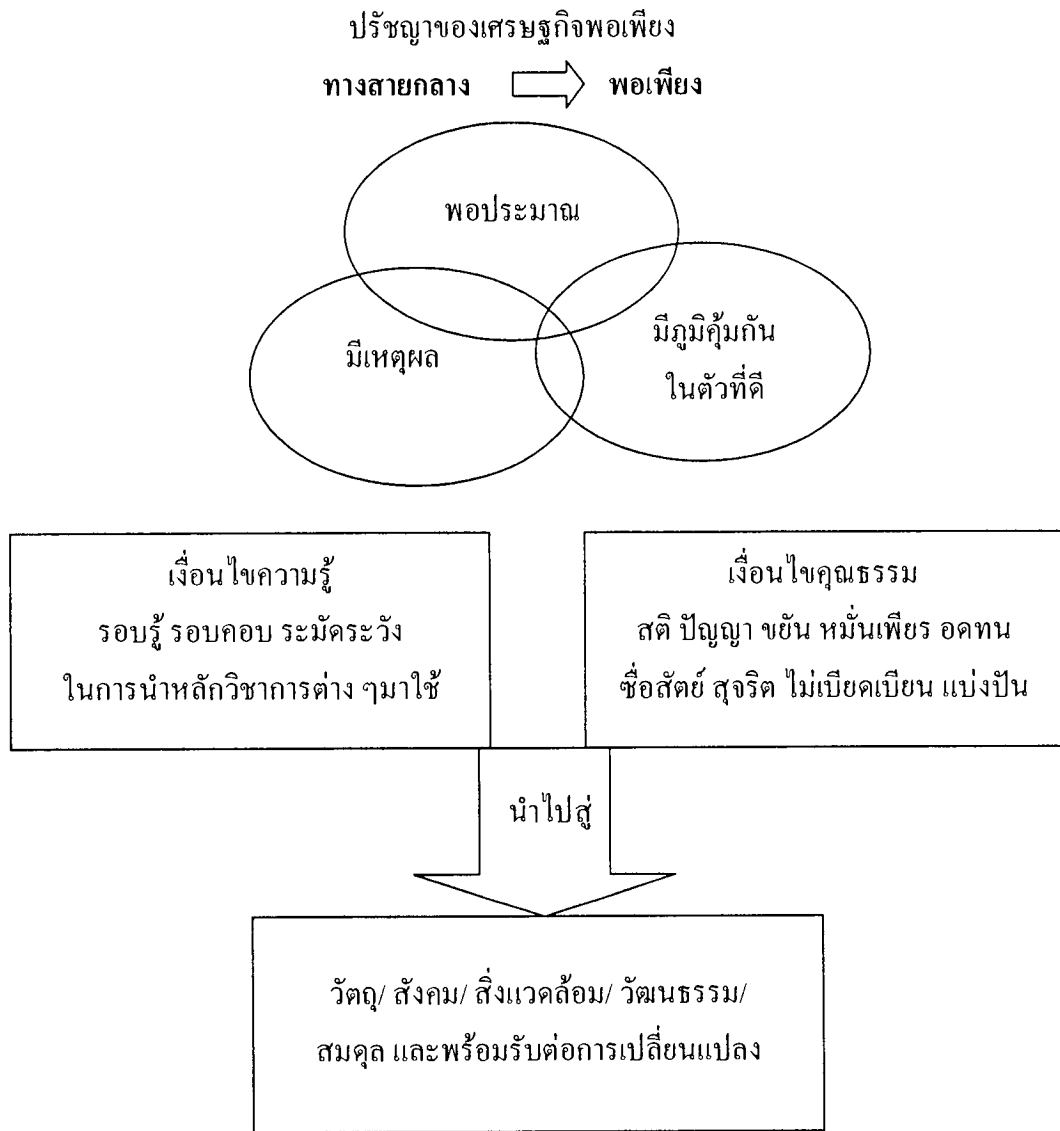 ปรัชญาของเศรษฐกิจพอเพียง
ทางสายกลาง พอเพียง
พอประมาณ
มีเหตุผล
มีภูมิคุ้มกัน
ในตัวที่ดี
เงื่อนไขความรู้
รอบรู้ รอบคอบ ระมัดระวัง
ในการนำหลักวิชาการต่าง ๆมาใช้
เงื่อนไขคุณธรรม
สติ ปัญญา ขยัน หมั่นเพียร อดทน
ซื่อสัตย์ สุจริต ไม่เบียดเบียน แบ่งปัน
นำไปสู่
วัตถุ/ สังคม/ สิ่งแวดล้อม/ วัฒนธรรม/
สมดุล และพร้อมรับต่อการเปลี่ยนแปลง